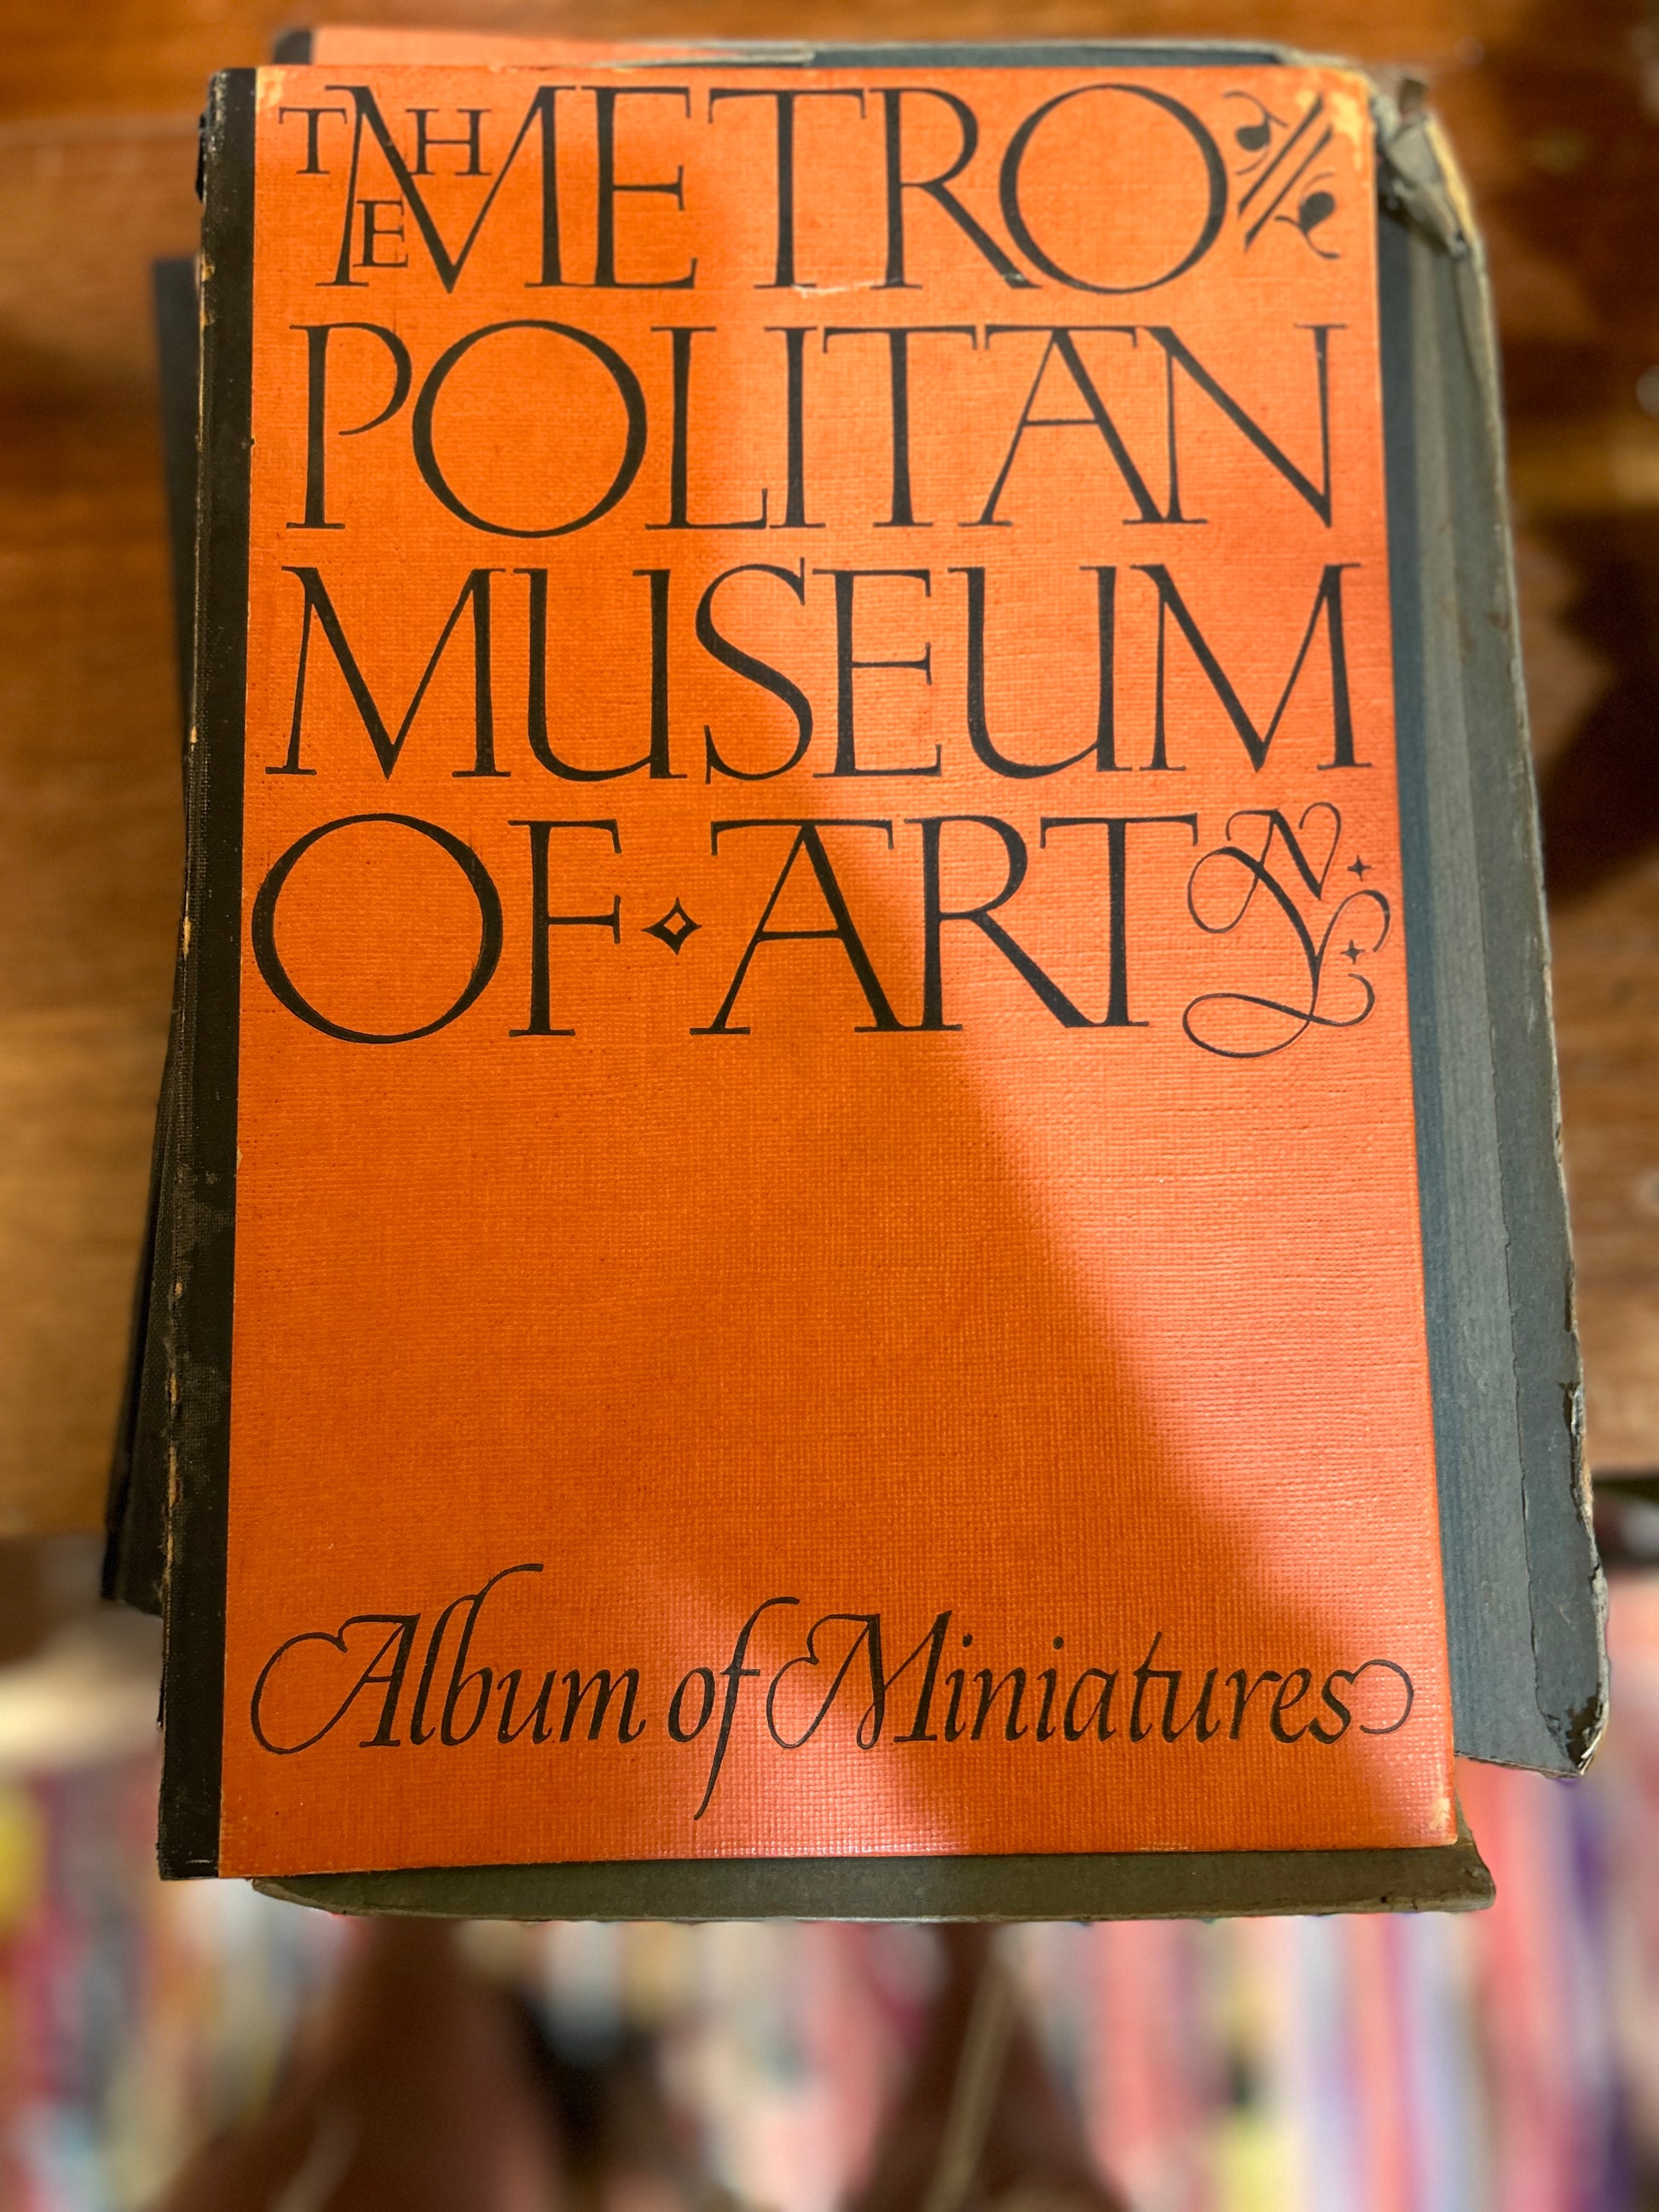 THE METRO
POLITAN
MUSEUM
OF ART
Album of Miniatures